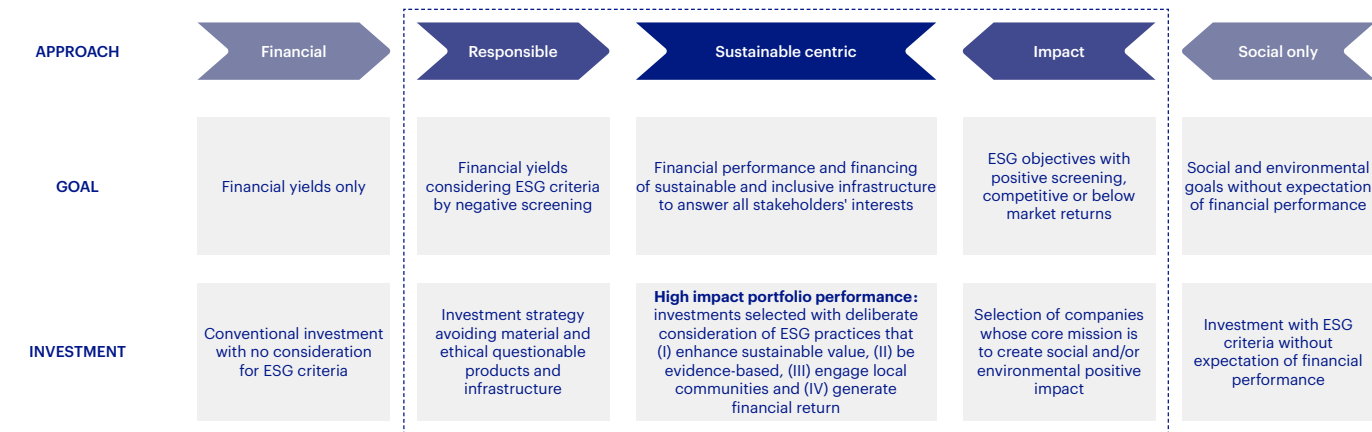 APPROACH
Financial
Responsible
Sustainable centric
Impact
Social only
GOAL
Financial yields only
Financial yields
considering ESG criteria
by negative screening
Financial performance and financing
of sustainable and inclusive infrastructure
to answer all stakeholders' interests
ESG objectives with
positive screening,
competitive or below
market returns
Social and environmental
goals without expectation
of financial performance
INVESTMENT
Conventional investment
with no consideration
for ESG criteria
Investment strategy
avoiding material and
ethical questionable
products and
infrastructure
High impact portfolio performance:
investments selected with deliberate
consideration of ESG practices that
(I) enhance sustainable value, (II) be
evidence-based, (III) engage local
communities and (IV) generate
financial return
Selection of companies
whose core mission is
to create social and/or
environmental positive
impact
Investment with ESG
criteria without
expectation of financial
performance